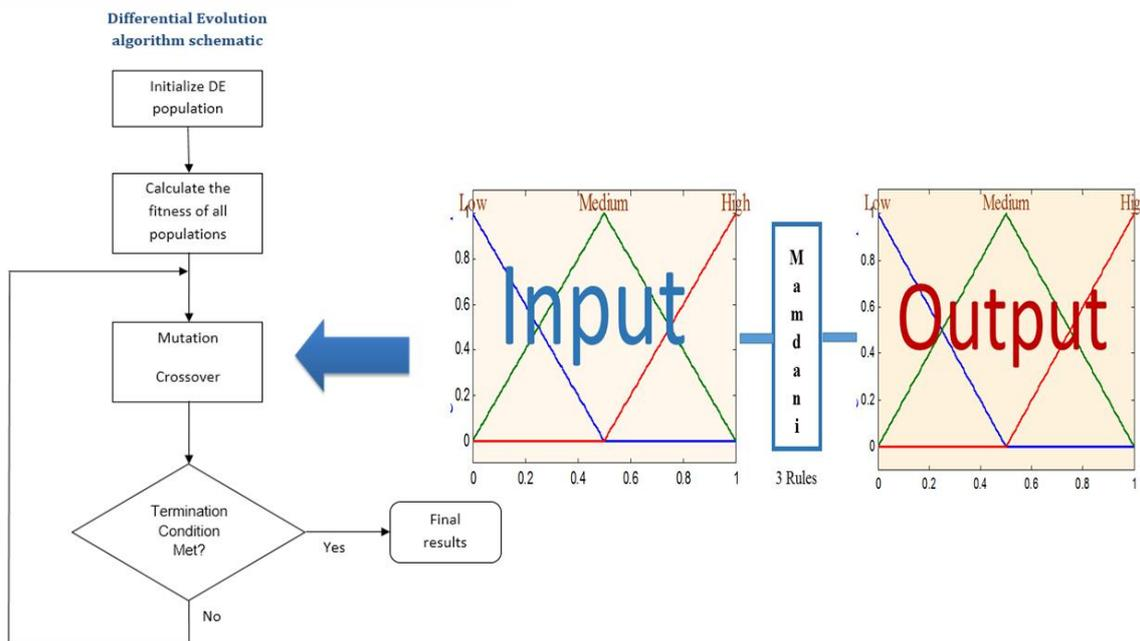 Differential Evolution
algorithm schematic
Initialize DE
population
Calculate the
fitness of all
populations
Mutation
Crossover
Termination
Condition
Met?
Yes
Final
results
No
Low Medium High
1
0.8
0.6
0.4
0.2
0
0 0.2 0.4 0.6 0.8 1
Input
M
a
m
d
a
n
i
3 Rules
Low Medium Hig
1
0.8
0.6
0.4
0.2
0
0 0.2 0.4 0.6 0.8 1
Output